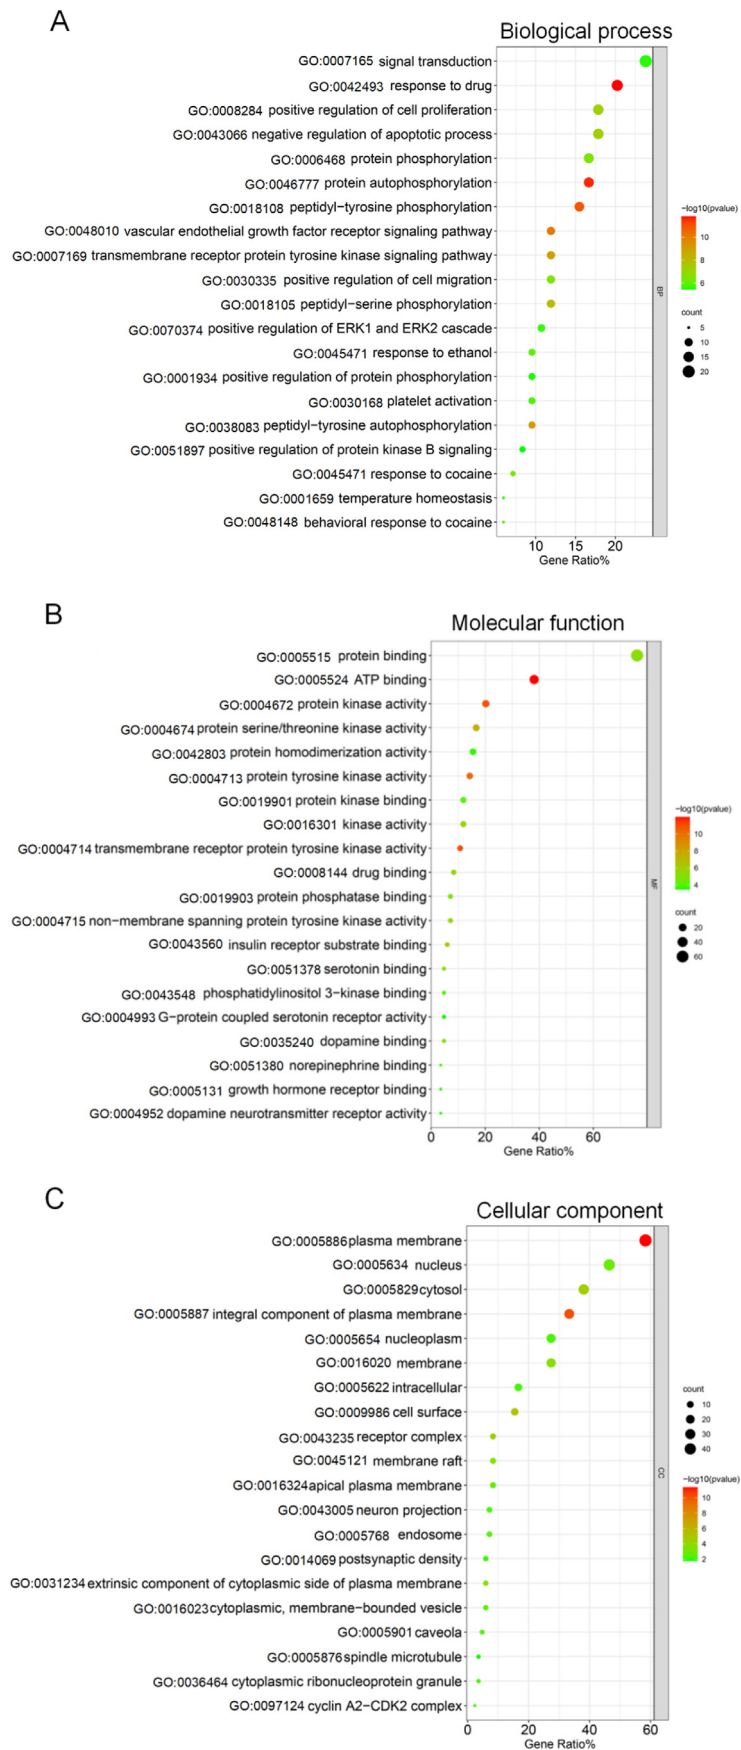 A
Biological process
GO:0007165 signal transduction
GO:0042493 response to drug
GO:0008284 positive regulation of cell proliferation
GO:0043066 negative regulation of apoptotic process
GO:0006468 protein phosphorylation
GO:0046777 protein autophosphorylation
GO:0018108 peptidyl-tyrosine phosphorylation
GO:0048010 vascular endothelial growth factor receptor signaling pathway
GO:0007169 transmembrane receptor protein tyrosine kinase signaling pathway
GO:0030335 positive regulation of cell migration
GO:0018105 peptidyl-serine phosphorylation
GO:0070374 positive regulation of ERK1 and ERK2 cascade
GO:0045471 response to ethanol
GO:0001934 positive regulation of protein phosphorylation
GO:0030168 platelet activation
GO:0038083 peptidyl-tyrosine autophosphorylation
GO:0051897 positive regulation of protein kinase B signaling
GO:0045471 response to cocaine
GO:0001659 temperature homeostasis
GO:0048148 behavioral response to cocaine
10 15 20
Gene Ratio%
BP
-log10(pvalue)
10
8
6
count
5
10
15
20
B
Molecular function
GO:0005515 protein binding
GO:0005524 ATP binding
GO:0004672 protein kinase activity
GO:0004674 protein serine/threonine kinase activity
GO:0042803 protein homodimerization activity
GO:0004713 protein tyrosine kinase activity
GO:0019901 protein kinase binding
GO:0016301 kinase activity
GO:0004714 transmembrane receptor protein tyrosine kinase activity
GO:0008144 drug binding
GO:0019903 protein phosphatase binding
GO:0004715 non-membrane spanning protein tyrosine kinase activity
GO:0043560 insulin receptor substrate binding
GO:0051378 serotonin binding
GO:0043548 phosphatidylinositol 3-kinase binding
GO:0004993 G-protein coupled serotonin receptor activity
GO:0035240 dopamine binding
GO:0051380 norepinephrine binding
GO:0005131 growth hormone receptor binding
GO:0004952 dopamine neurotransmitter receptor activity
0 20 40 60
Gene Ratio%
MF
-log10(pvalue)
10
8
6
4
count
20
40
60
C
Cellular component
GO:0005886 plasma membrane
GO:0005634 nucleus
GO:0005829 cytosol
GO:0005887 integral component of plasma membrane
GO:0005654 nucleoplasm
GO:0016020 membrane
GO:0005622 intracellular
GO:0009986 cell surface
GO:0043235 receptor complex
GO:0045121 membrane raft
GO:0016324 apical plasma membrane
GO:0043005 neuron projection
GO:0005768 endosome
GO:0014069 postsynaptic density
GO:0031234 extrinsic component of cytoplasmic side of plasma membrane
GO:0016023 cytoplasmic, membrane-bounded vesicle
GO:0005901 caveola
GO:0005876 spindle microtubule
GO:0036464 cytoplasmic ribonucleoprotein granule
GO:0097124 cyclin A2-CDK2 complex
0 20 40 60
Gene Ratio%
CC
count
10
20
30
40
-log10(pvalue)
10
8
6
4
2